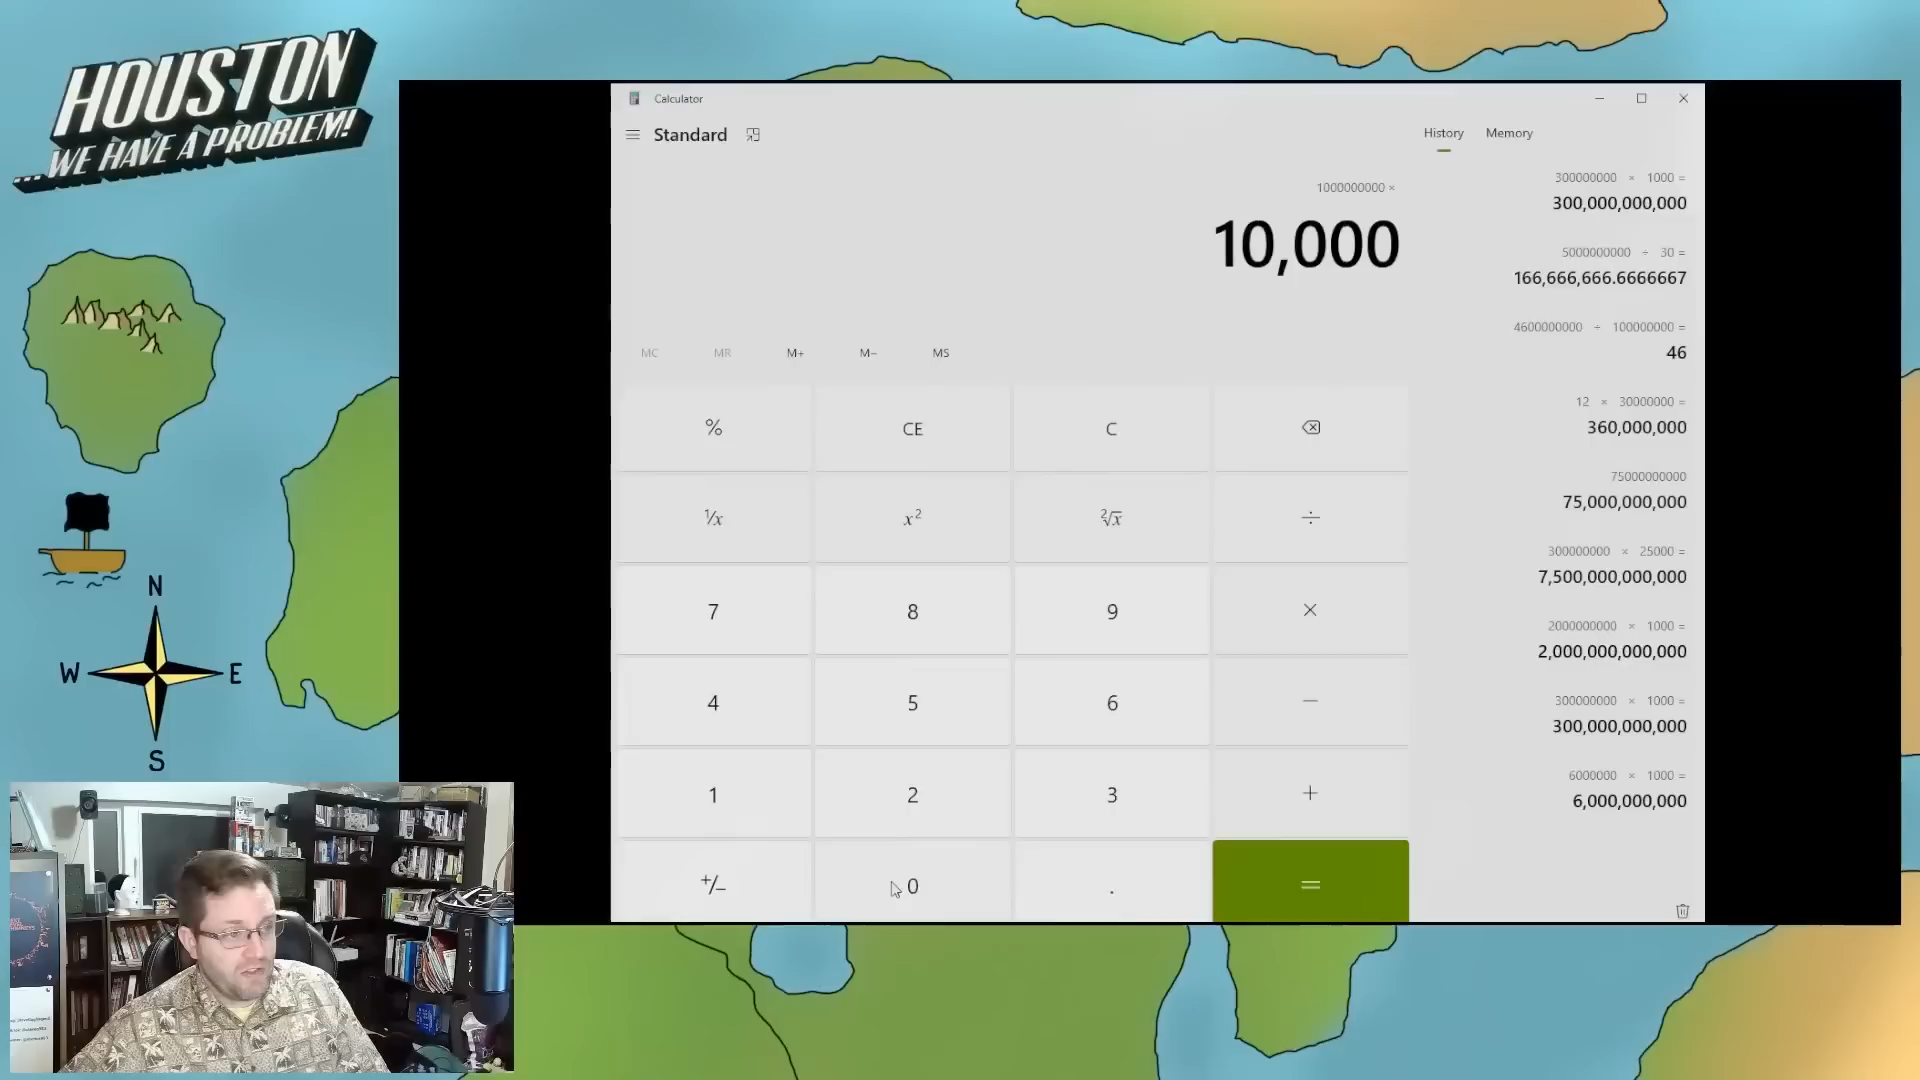 HOUSTON
...WE HAVE A PROBLEM!
N
W
E
S
Calculator
Standard
History
Memory
1000000000 ×
10,000
MC
MR
M+
M−
MS
%
CE
C
¹/x
x²
²√x
÷
7
8
9
×
4
5
6
−
1
2
3
+
+/−
0
.
=
300000000 × 1000 =
300,000,000,000
5000000000 ÷ 30 =
166,666,666.6666667
4600000000 ÷ 100000000 =
46
12 × 30000000 =
360,000,000
75000000000
75,000,000,000
300000000 × 25000 =
7,500,000,000,000
2000000000 × 1000 =
2,000,000,000,000
300000000 × 1000 =
300,000,000,000
6000000 × 1000 =
6,000,000,000